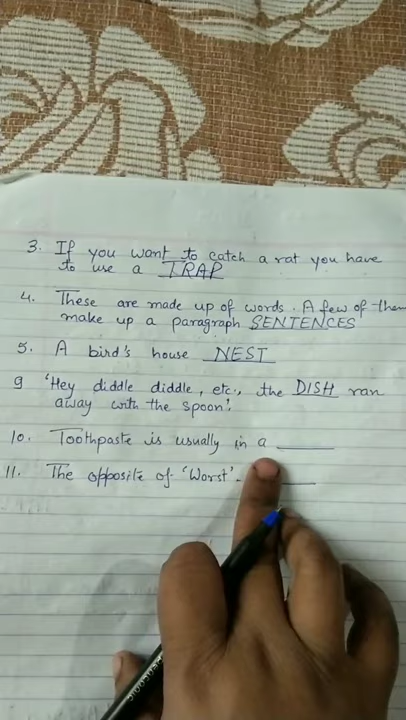 3. If you want to catch a rat you have
to use a TRAP
4. These are made up of words. A few of them
make up a paragraph SENTENCES
5. A bird's house NEST
9 'Hey diddle diddle, etc., the DISH ran
away with the spoon'.
10. Toothpaste is usually in a ____
11. The opposite of 'Worst'. ____